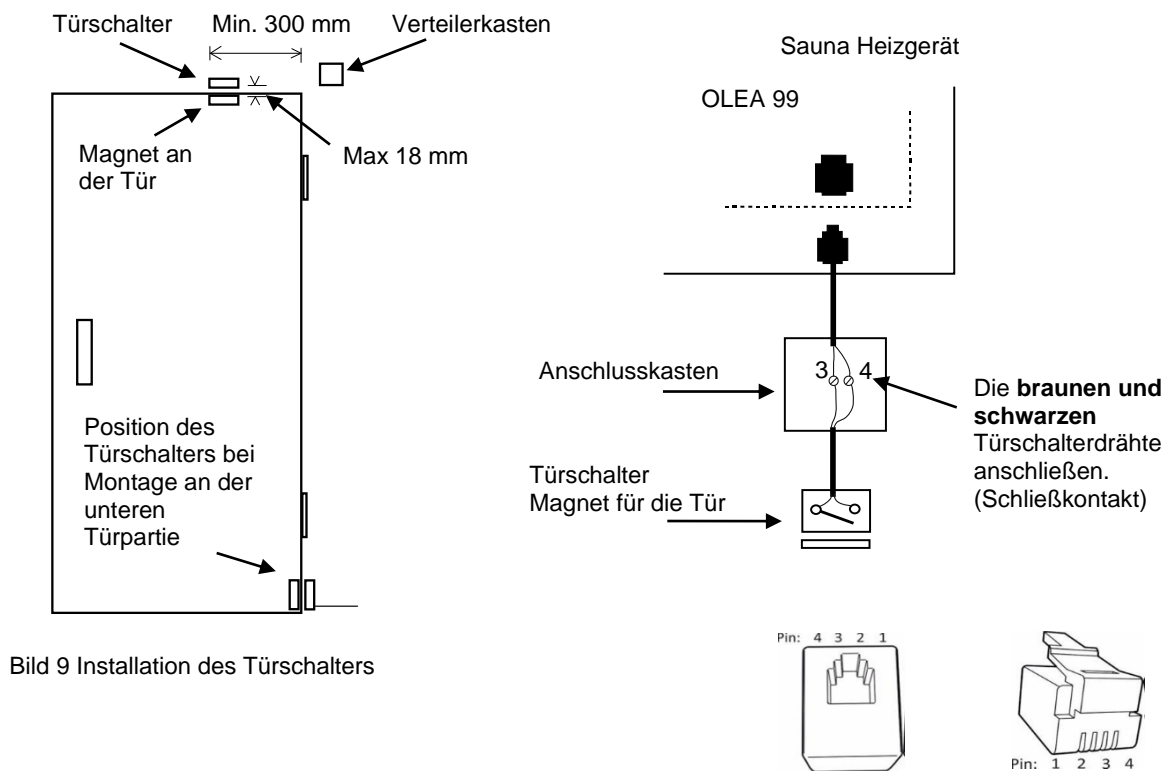 Türschalter
Min. 300 mm
Verteilerkasten
Magnet an
der Tür
Max 18 mm
Position des
Türschalters bei
Montage an der
unteren
Türpartie
Bild 9 Installation des Türschalters
Sauna Heizgerät
OLEA 99
Anschlusskasten
3 4
Die braunen und
schwarzen
Türschalterdrähte
anschließen.
(Schließkontakt)
Türschalter
Magnet für die Tür
Pin: 4 3 2 1
Pin: 1 2 3 4